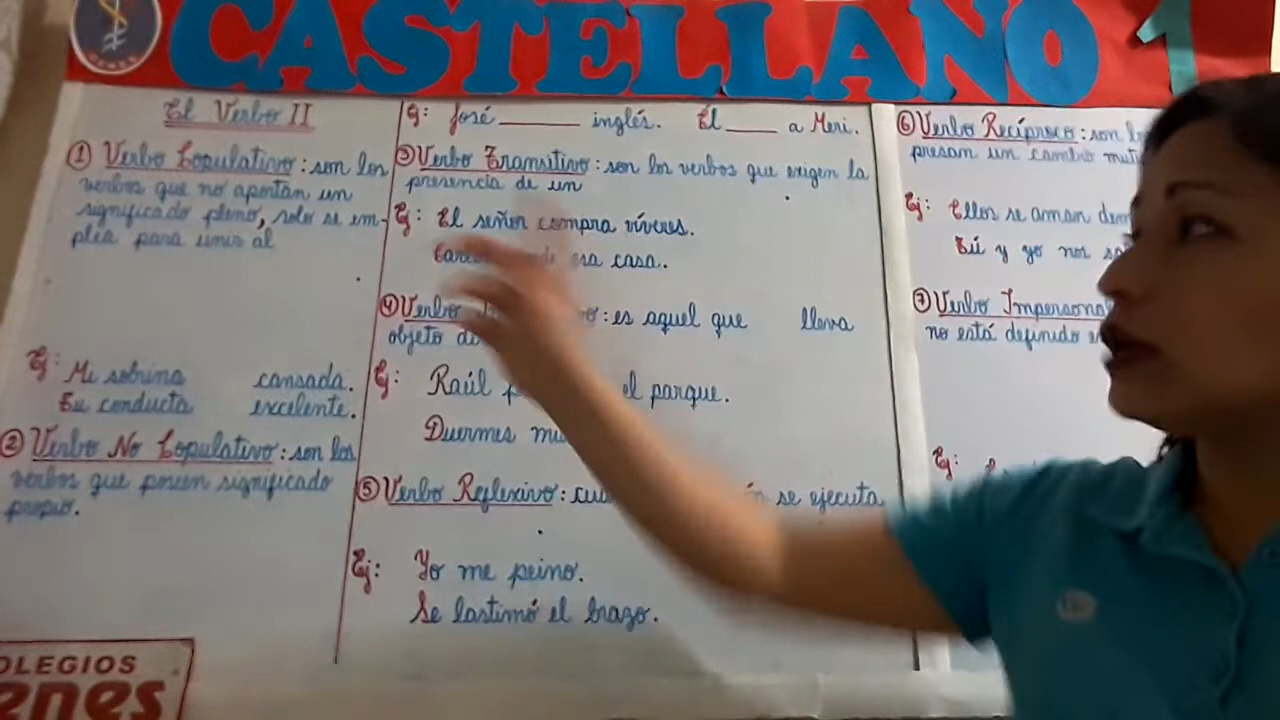 CASTELLANO 1
El Verbo II
① Verbo Copulativo: son los
verbos que no aportan un
significado pleno, solo se em-
plea para unir al
Ej: Mi sobrina cansada.
Su conducta excelente.
② Verbo No Copulativo: son los
verbos que poseen significado
propio.
Ej: José ______ inglés. Él ____ a Meri.
③ Verbo Transitivo: son los verbos que exigen la
presencia de un
Ej: El señor compra víveres.
esa casa.
④ Verbo : es aquel que lleva
objeto
Ej: Raúl el parque.
Duermes
⑤ Verbo Reflexivo: se ejecuta
Ej: Yo me peino.
Se lastimó el brazo.
⑥ Verbo Recíproco: son
presan un cambio
Ej: Ellos se aman
Tú y yo nos
⑦ Verbo Impersonal
no está definido
Ej:
COLEGIOS